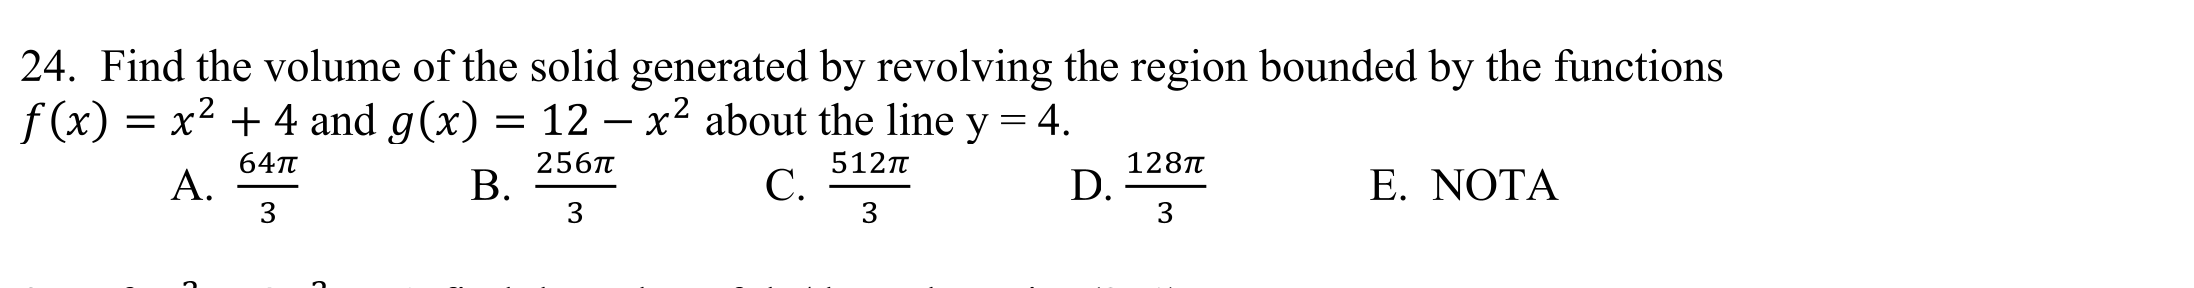 24. Find the volume of the solid generated by revolving the region bounded by the functions
f(x) = x² + 4 and g(x) = 12 − x² about the line y = 4.
A. 64π/3 B. 256π/3 C. 512π/3 D. 128π/3 E. NOTA